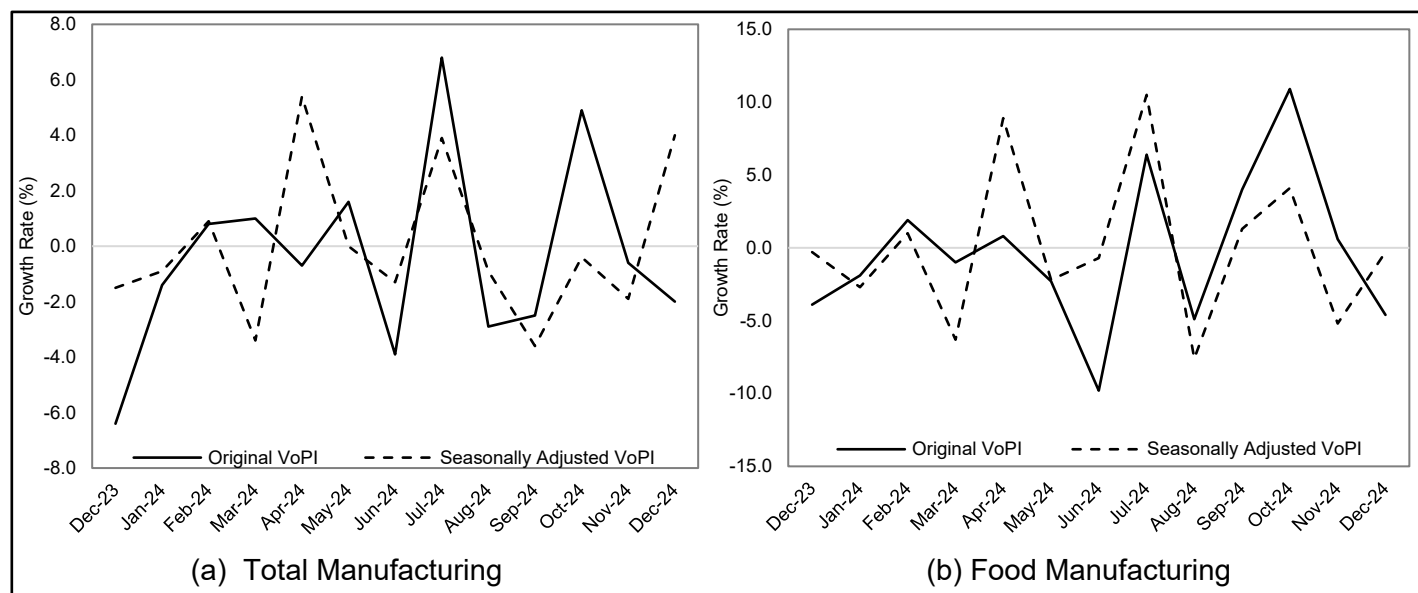 8.0
6.0
4.0
2.0
0.0
-2.0
-4.0
-6.0
-8.0
Growth Rate (%)
Original VoPI
Seasonally Adjusted VoPI
Dec-23
Jan-24
Feb-24
Mar-24
Apr-24
May-24
Jun-24
Jul-24
Aug-24
Sep-24
Oct-24
Nov-24
Dec-24
(a) Total Manufacturing
15.0
10.0
5.0
0.0
-5.0
-10.0
-15.0
Growth Rate (%)
Original VoPI
Seasonally Adjusted VoPI
Dec-23
Jan-24
Feb-24
Mar-24
Apr-24
May-24
Jun-24
Jul-24
Aug-24
Sep-24
Oct-24
Nov-24
Dec-24
(b) Food Manufacturing